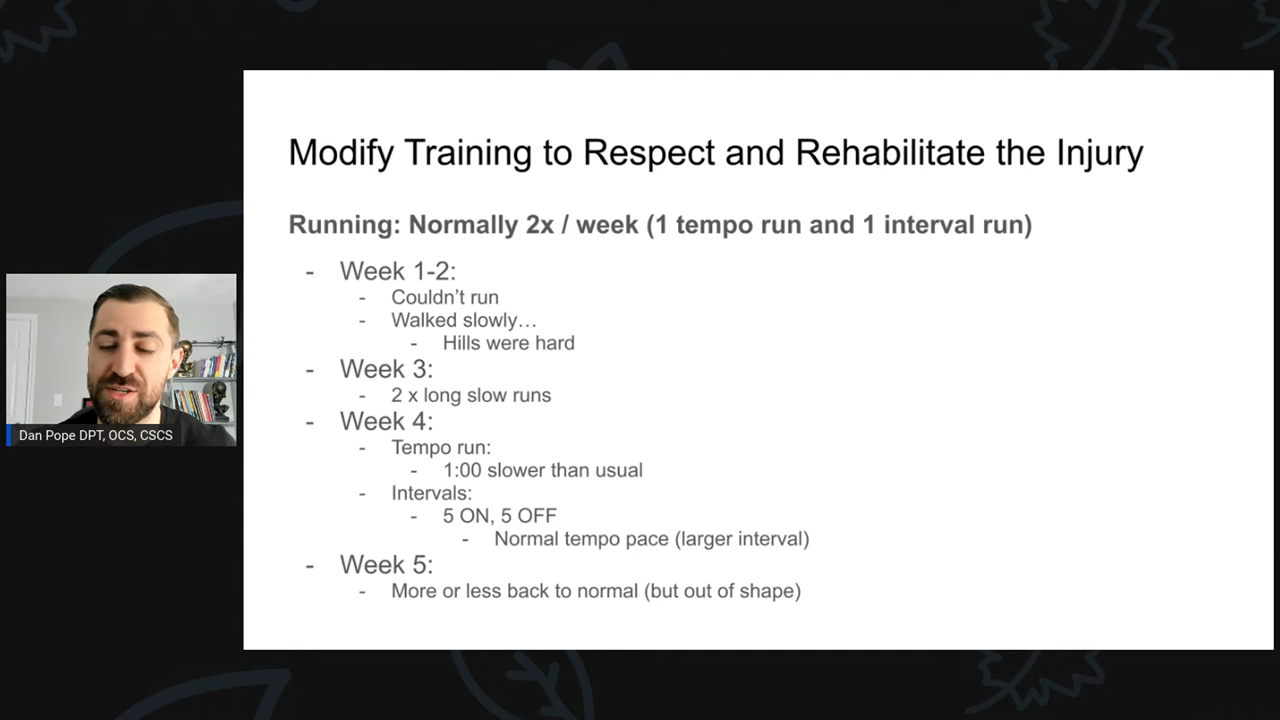 Modify Training to Respect and Rehabilitate the Injury
Running: Normally 2x / week (1 tempo run and 1 interval run)
- Week 1-2:
- Couldn’t run
- Walked slowly…
- Hills were hard
- Week 3:
- 2 x long slow runs
- Week 4:
- Tempo run:
- 1:00 slower than usual
- Intervals:
- 5 ON, 5 OFF
- Normal tempo pace (larger interval)
- Week 5:
- More or less back to normal (but out of shape)
Dan Pope DPT, OCS, CSCS